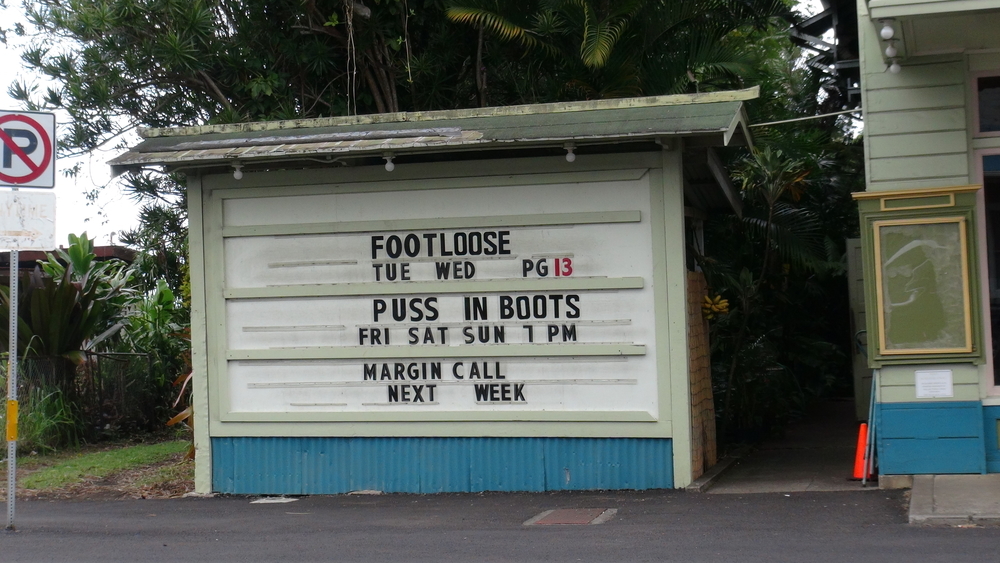 P
FOOTLOOSE
TUE WED PG13
PUSS IN BOOTS
FRI SAT SUN 7 PM
MARGIN CALL
NEXT WEEK